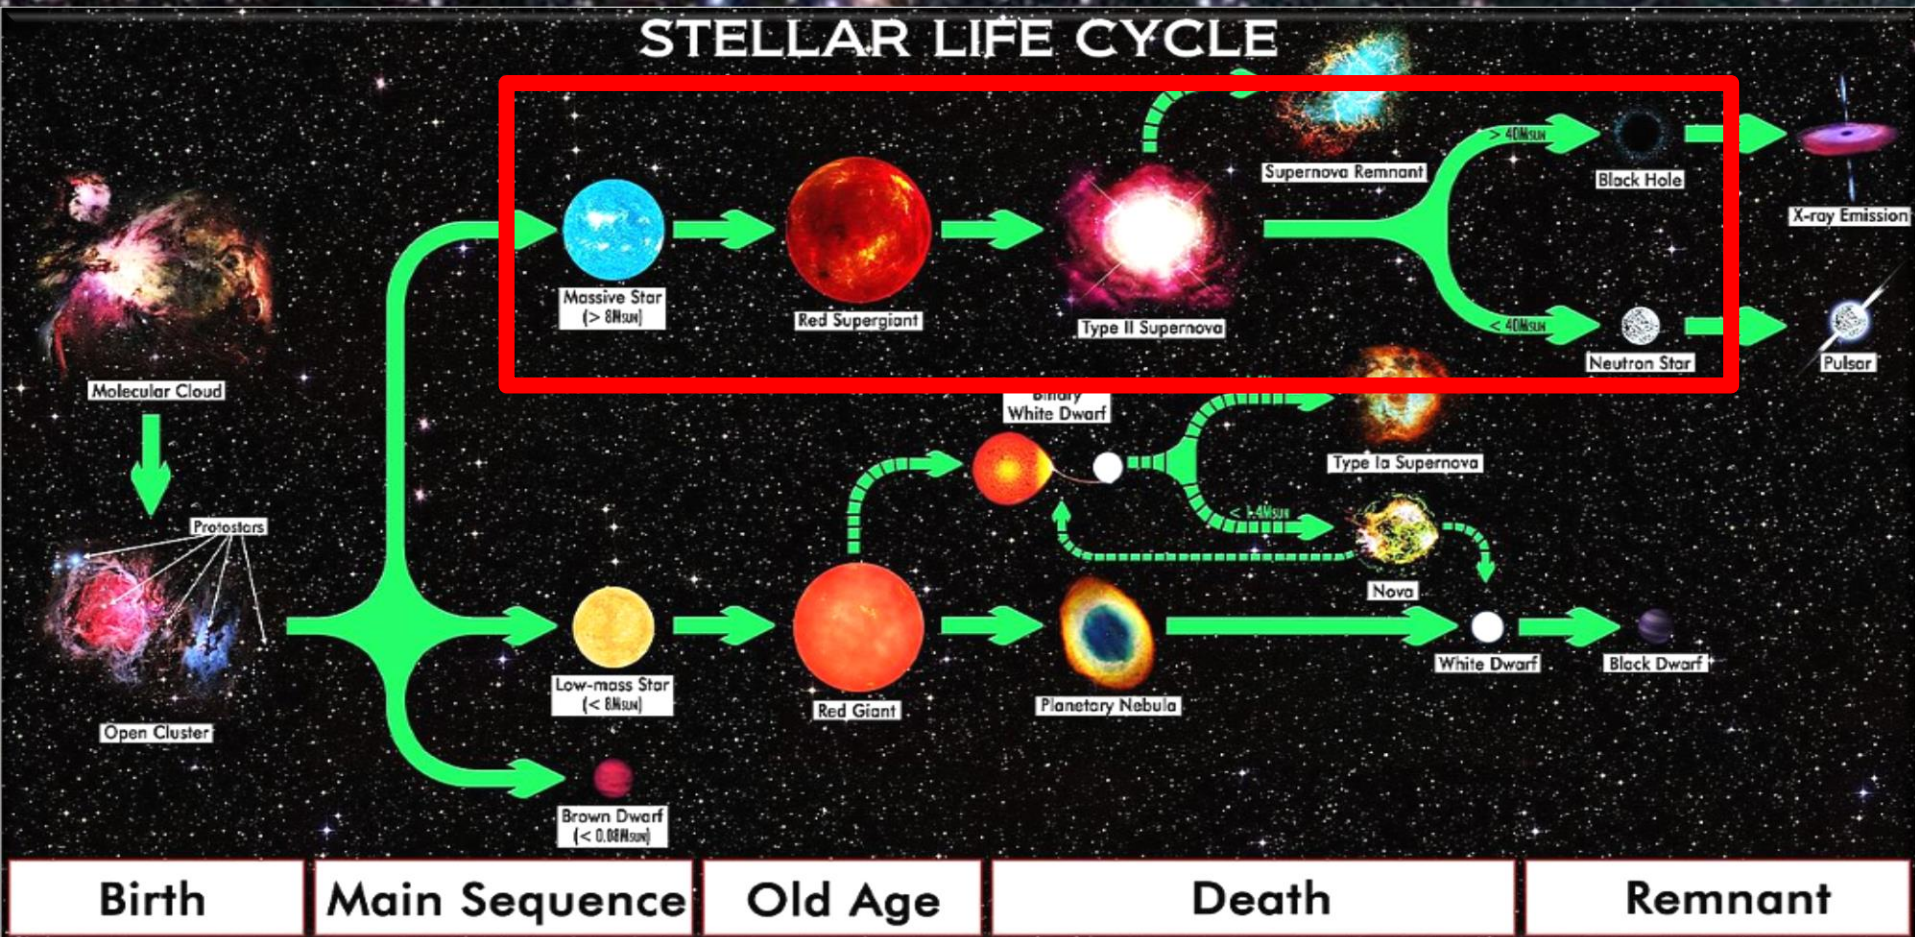 STELLAR LIFE CYCLE
> 40MSUN
Supernova Remnant
Black Hole
X-ray Emission
Massive Star
(> 8MSUN)
Red Supergiant
Type II Supernova
< 40MSUN
Neutron Star
Pulsar
Molecular Cloud
Binary
White Dwarf
Type Ia Supernova
Protostars
< 1.4MSUN
Nova
Low-mass Star
(< 8MSUN)
Red Giant
Planetary Nebula
White Dwarf
Black Dwarf
Open Cluster
Brown Dwarf
(< 0.08MSUN)
Birth
Main Sequence
Old Age
Death
Remnant